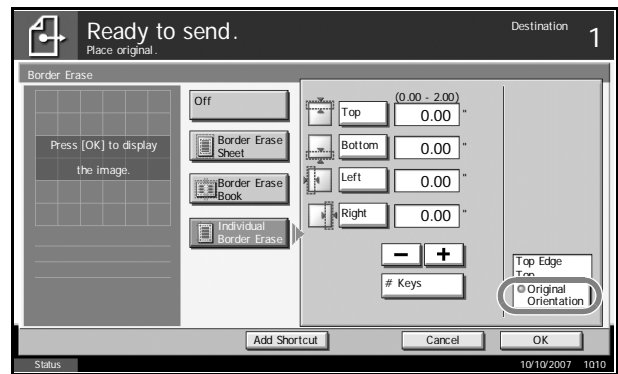 Ready to send.
Place original.
Destination
1
Border Erase
Press [OK] to display
the image.
Off
Border Erase
Sheet
Border Erase
Book
Individual
Border Erase
(0.00 - 2.00)
Top
0.00 "
Bottom
0.00 "
Left
0.00 "
Right
0.00 "
− +
# Keys
Top Edge
Top
Original
Orientation
Add Shortcut
Cancel
OK
Status
10/10/2007 1010